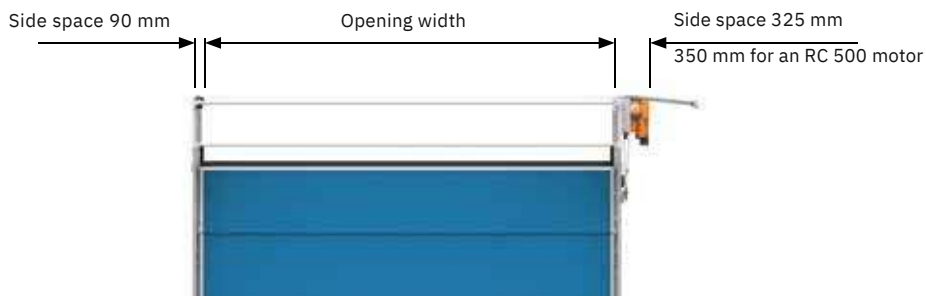 Side space 90 mm
Opening width
Side space 325 mm
350 mm for an RC 500 motor